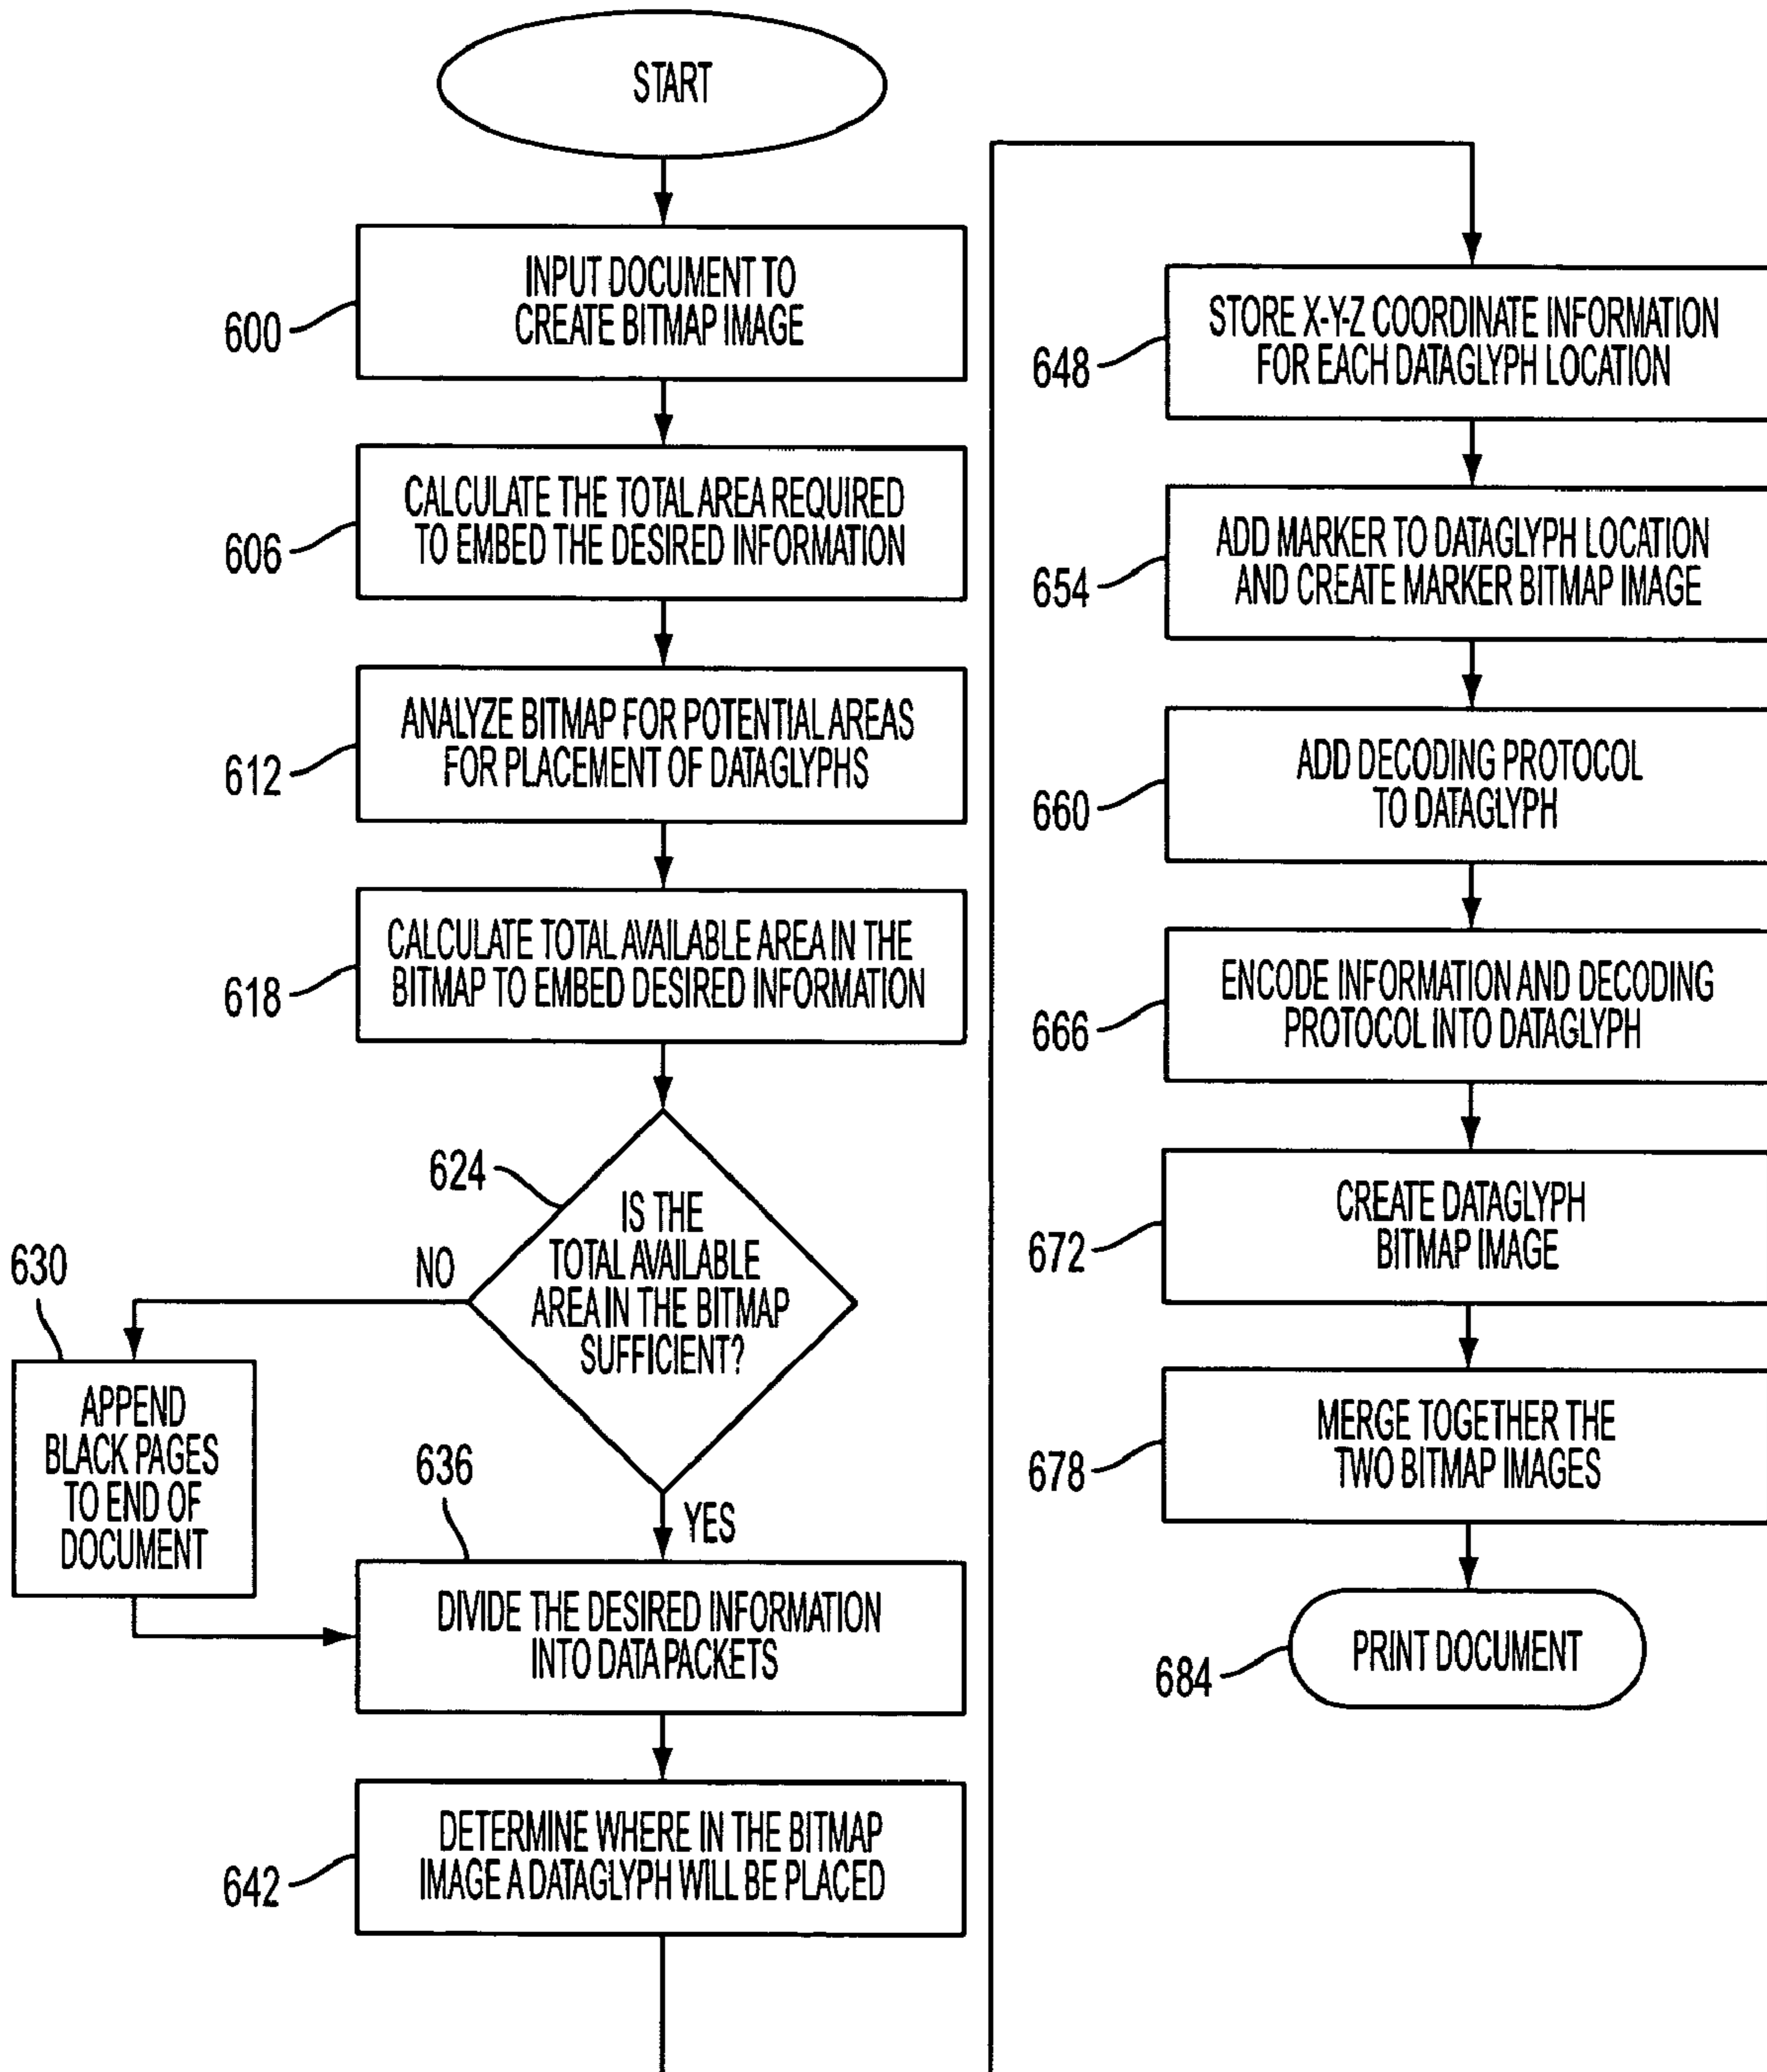 START
600
INPUT DOCUMENT TO
CREATE BITMAP IMAGE
606
CALCULATE THE TOTAL AREA REQUIRED
TO EMBED THE DESIRED INFORMATION
612
ANALYZE BITMAP FOR POTENTIAL AREAS
FOR PLACEMENT OF DATAGLYPHS
618
CALCULATE TOTAL AVAILABLE AREA IN THE
BITMAP TO EMBED DESIRED INFORMATION
624
IS THE
TOTAL AVAILABLE
AREA IN THE BITMAP
SUFFICIENT?
NO
630
APPEND
BLACK PAGES
TO END OF
DOCUMENT
YES
636
DIVIDE THE DESIRED INFORMATION
INTO DATA PACKETS
642
DETERMINE WHERE IN THE BITMAP
IMAGE A DATAGLYPH WILL BE PLACED
648
STORE X-Y-Z COORDINATE INFORMATION
FOR EACH DATAGLYPH LOCATION
654
ADD MARKER TO DATAGLYPH LOCATION
AND CREATE MARKER BITMAP IMAGE
660
ADD DECODING PROTOCOL
TO DATAGLYPH
666
ENCODE INFORMATION AND DECODING
PROTOCOL INTO DATAGLYPH
672
CREATE DATAGLYPH
BITMAP IMAGE
678
MERGE TOGETHER THE
TWO BITMAP IMAGES
684
PRINT DOCUMENT